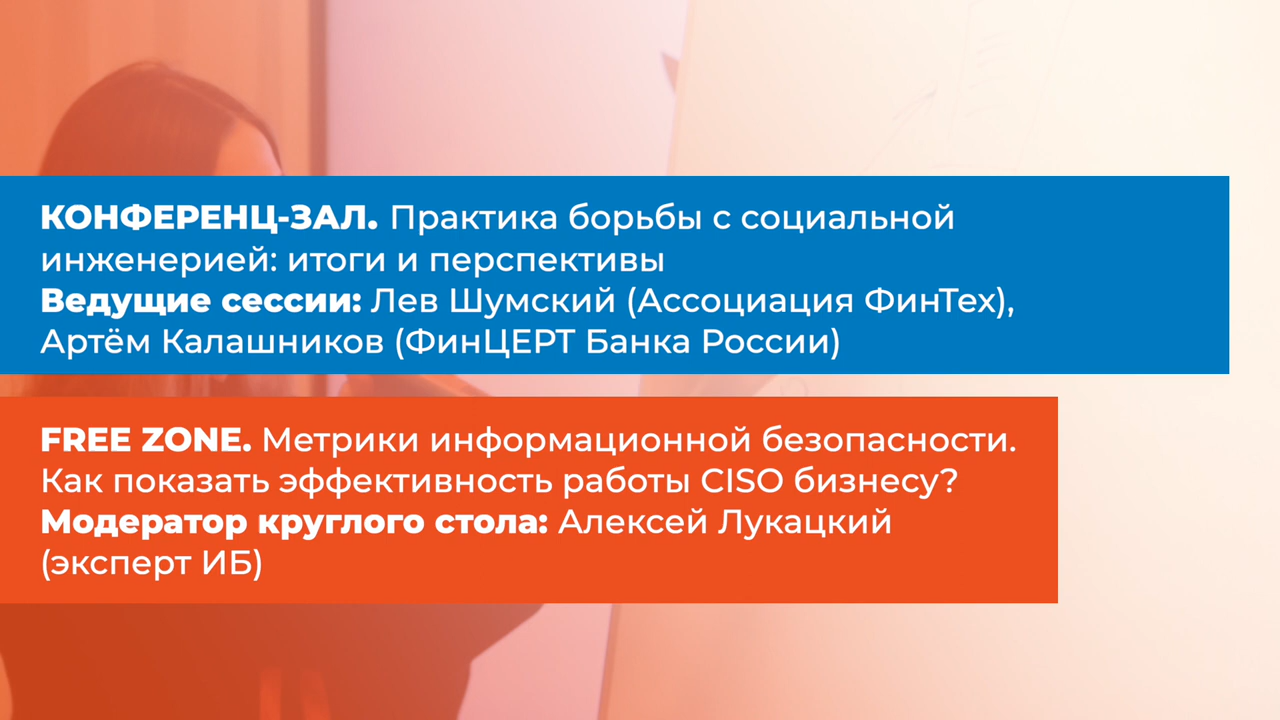 КОНФЕРЕНЦ-ЗАЛ. Практика борьбы с социальной
инженерией: итоги и перспективы
Ведущие сессии: Лев Шумский (Ассоциация ФинТех),
Артём Калашников (ФинЦЕРТ Банка России)
FREE ZONE. Метрики информационной безопасности.
Как показать эффективность работы CISO бизнесу?
Модератор круглого стола: Алексей Лукацкий
(эксперт ИБ)